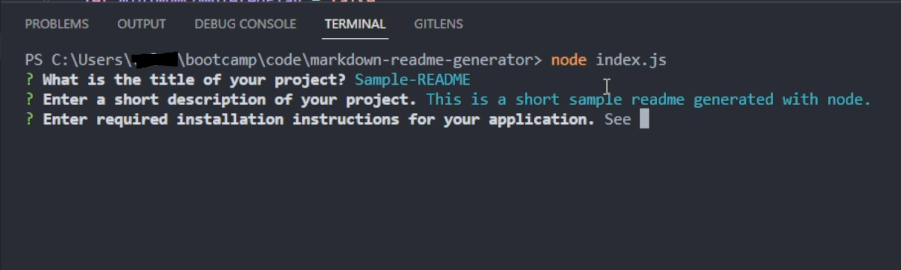 PROBLEMS OUTPUT DEBUG CONSOLE TERMINAL GITLENS
PS C:\Users\ \bootcamp\code\markdown-readme-generator> node index.js
? What is the title of your project? Sample-README
? Enter a short description of your project. This is a short sample readme generated with node.
? Enter required installation instructions for your application. See